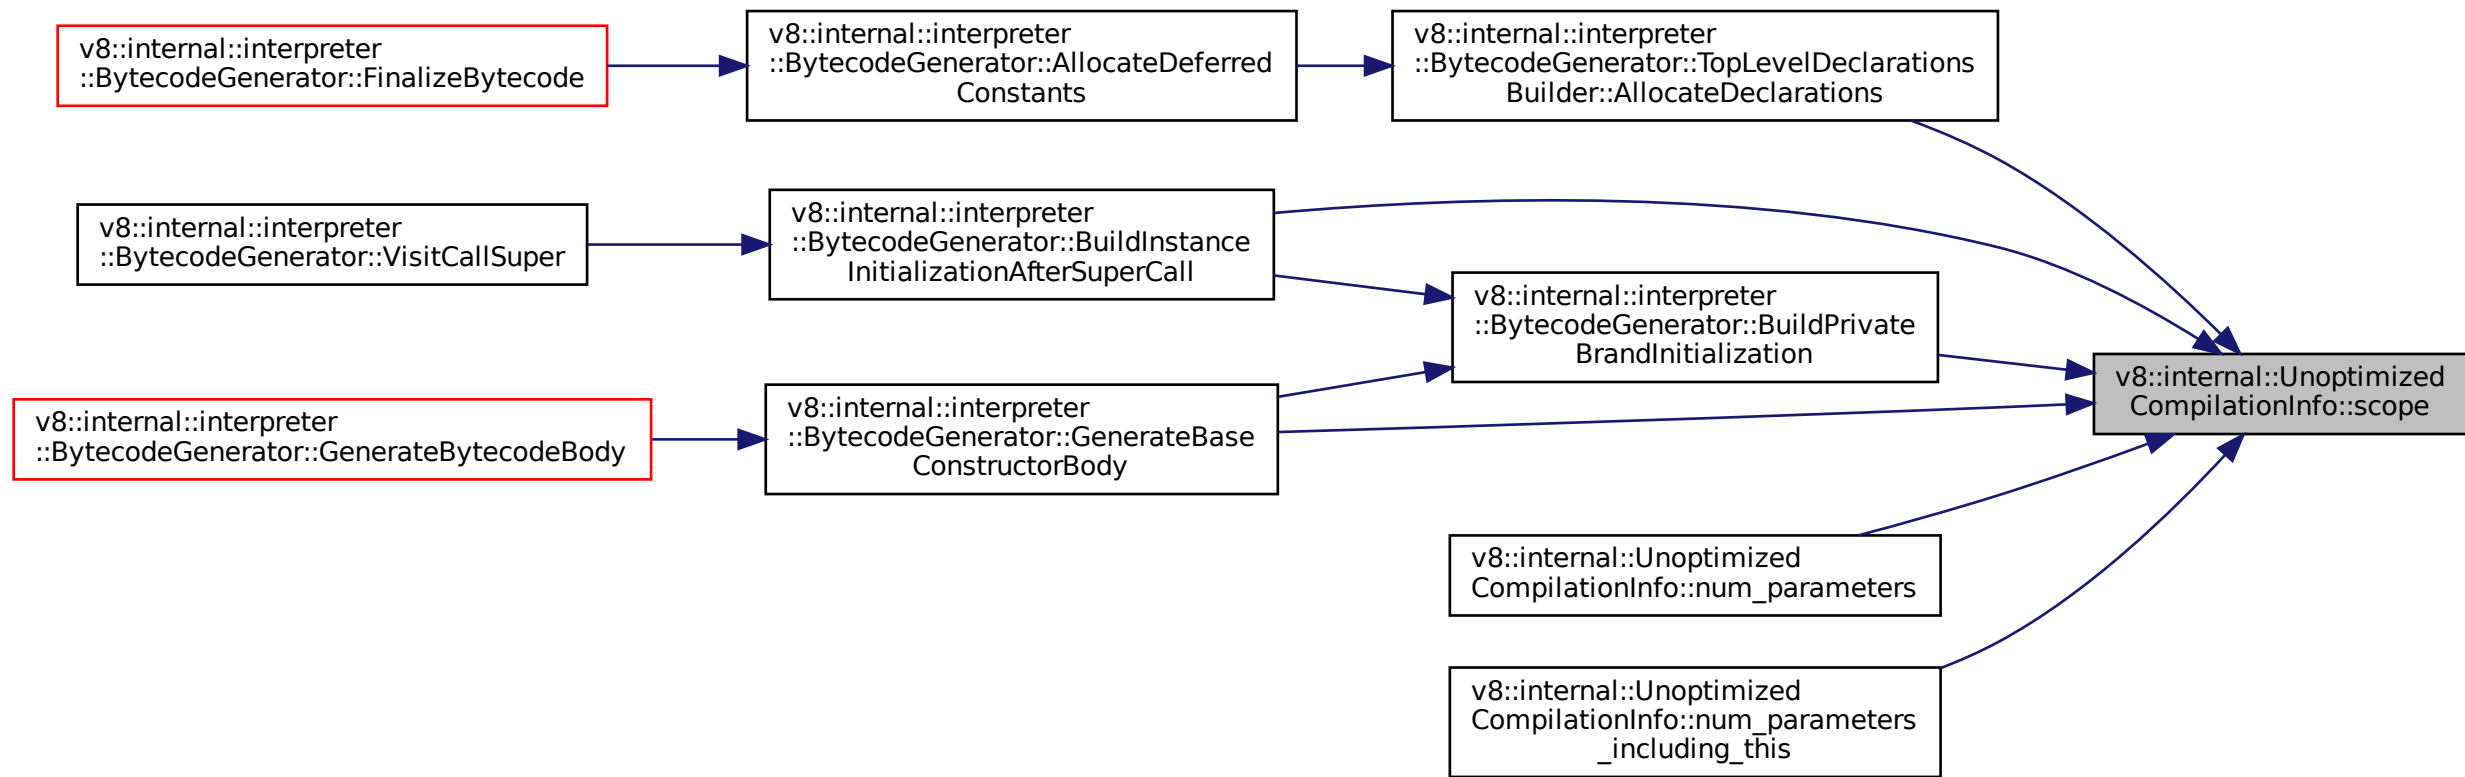 v8::internal::interpreter
::BytecodeGenerator::FinalizeBytecode
v8::internal::interpreter
::BytecodeGenerator::AllocateDeferred
Constants
v8::internal::interpreter
::BytecodeGenerator::TopLevelDeclarations
Builder::AllocateDeclarations
v8::internal::interpreter
::BytecodeGenerator::VisitCallSuper
v8::internal::interpreter
::BytecodeGenerator::BuildInstance
InitializationAfterSuperCall
v8::internal::interpreter
::BytecodeGenerator::BuildPrivate
BrandInitialization
v8::internal::Unoptimized
CompilationInfo::scope
v8::internal::interpreter
::BytecodeGenerator::GenerateBytecodeBody
v8::internal::interpreter
::BytecodeGenerator::GenerateBase
ConstructorBody
v8::internal::Unoptimized
CompilationInfo::num_parameters
v8::internal::Unoptimized
CompilationInfo::num_parameters
_including_this